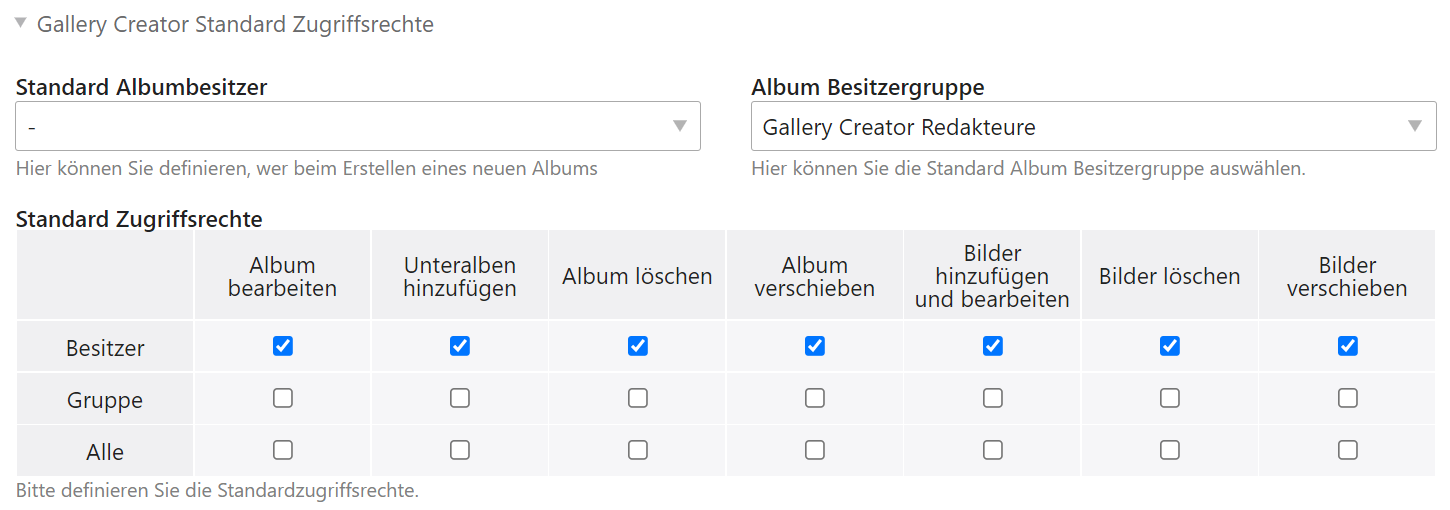 Gallery Creator Standard Zugriffsrechte
Standard Albumbesitzer
-
Hier können Sie definieren, wer beim Erstellen eines neuen Albums
Album Besitzergruppe
Gallery Creator Redakteure
Hier können Sie die Standard Album Besitzergruppe auswählen.
Standard Zugriffsrechte
Album
bearbeiten
Unteralben
hinzufügen
Album löschen
Album
verschieben
Bilder
hinzufügen
und bearbeiten
Bilder löschen
Bilder
verschieben
Besitzer
Gruppe
Alle
Bitte definieren Sie die Standardzugriffsrechte.